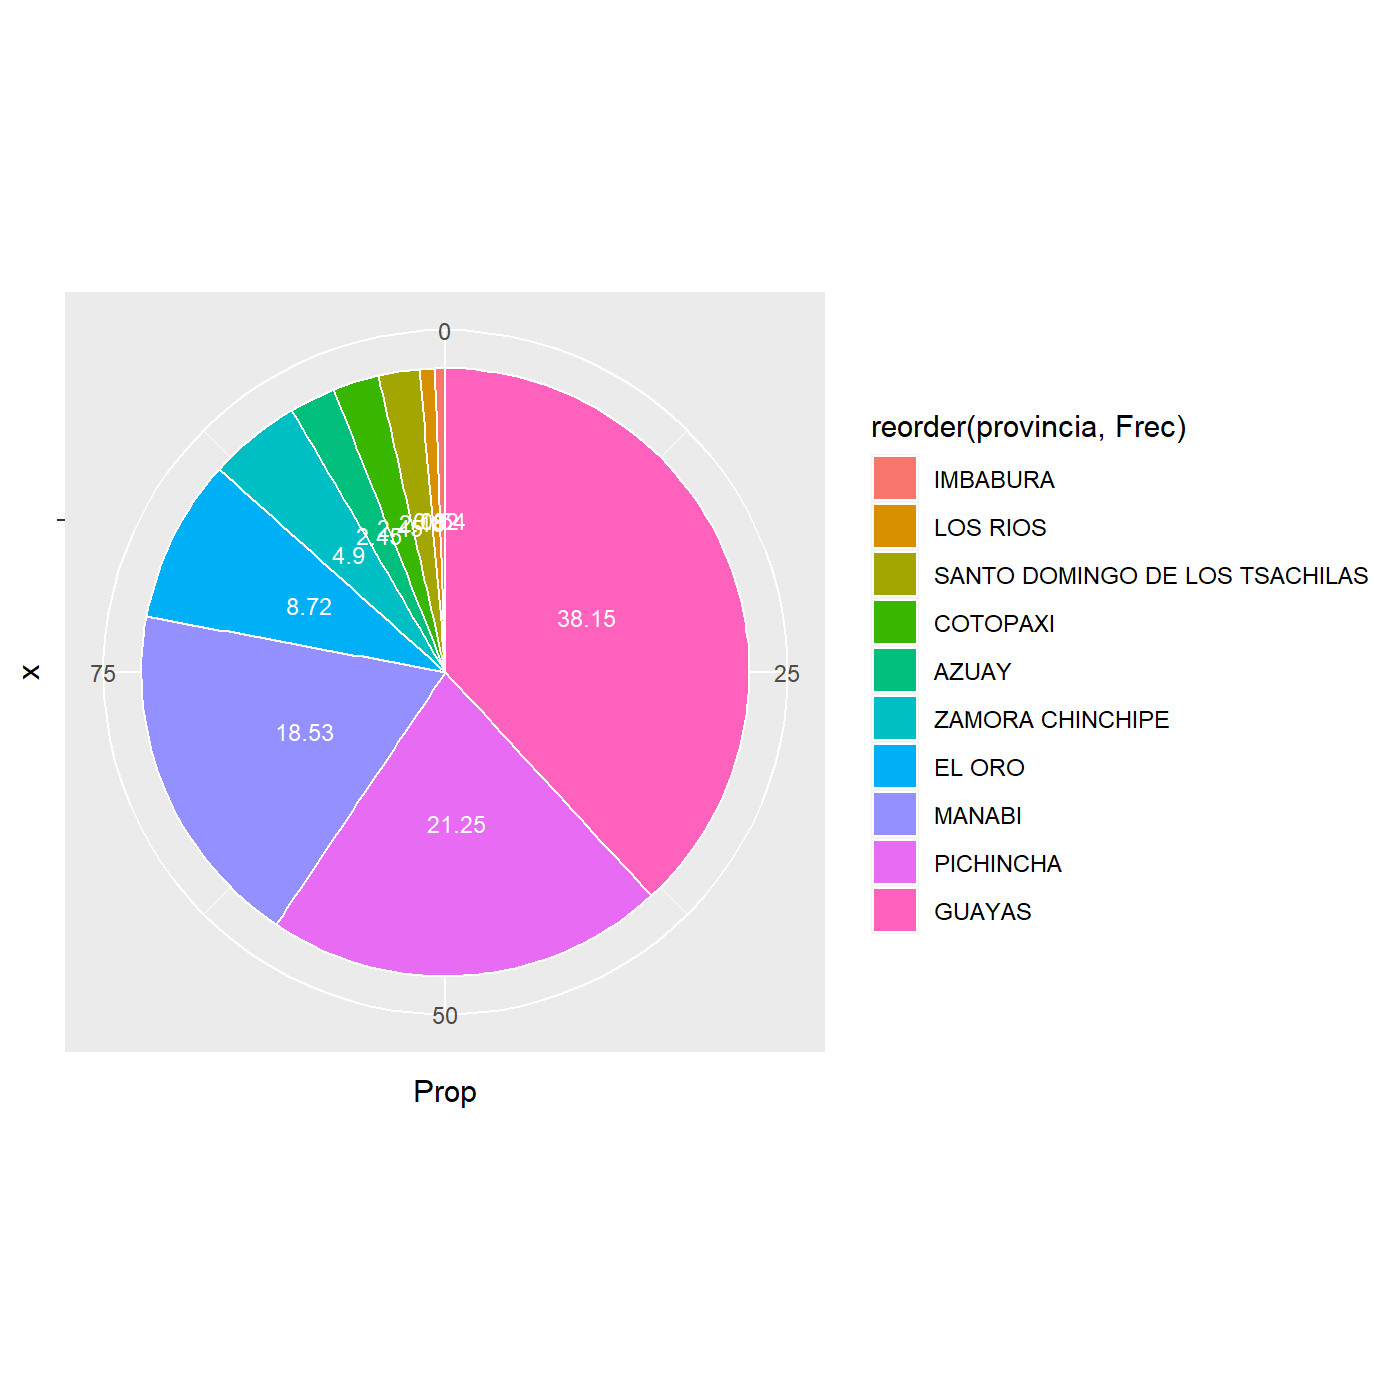 0
25
50
75
x
Prop
38.15
21.25
18.53
8.72
4.9
2.45
2.45
reorder(provincia, Frec)
IMBABURA
LOS RIOS
SANTO DOMINGO DE LOS TSACHILAS
COTOPAXI
AZUAY
ZAMORA CHINCHIPE
EL ORO
MANABI
PICHINCHA
GUAYAS